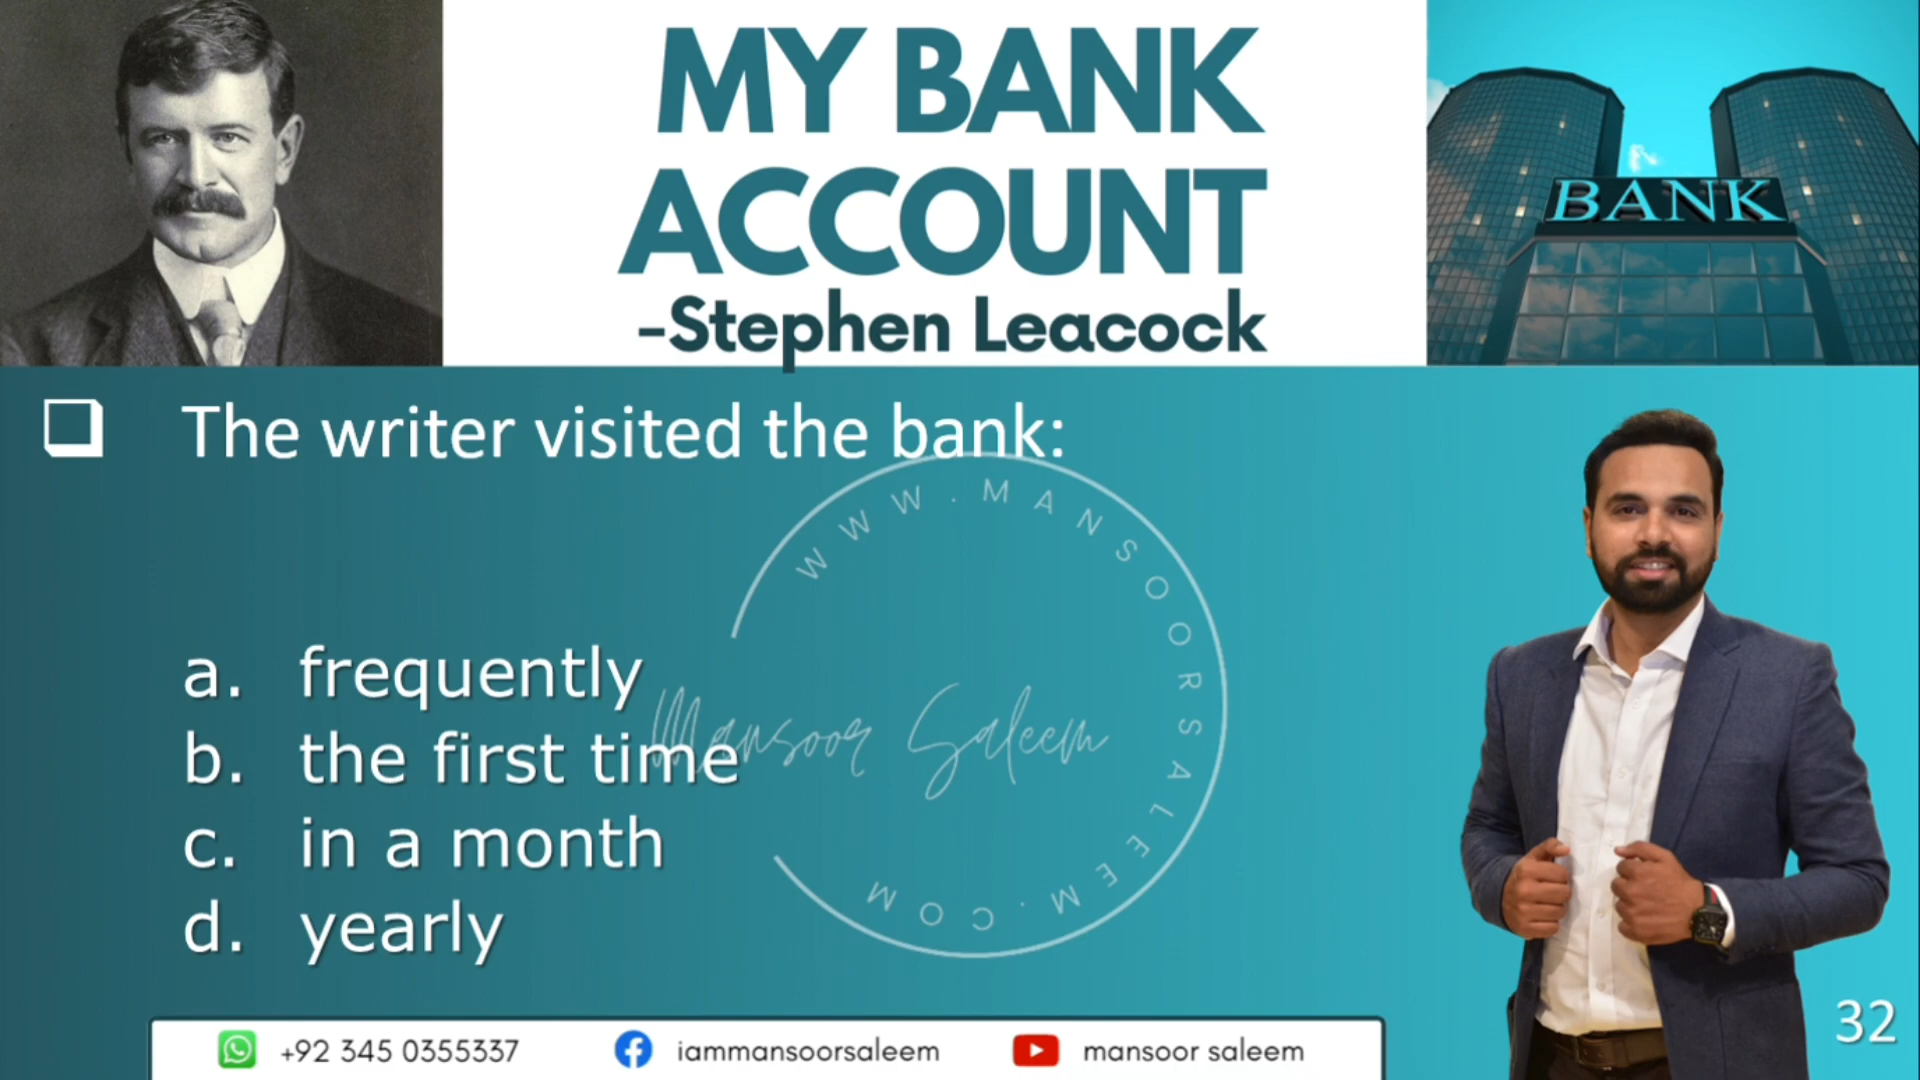 MY BANK
ACCOUNT
-Stephen Leacock
BANK
The writer visited the bank:
WWW.MANSOORSALEEM.COM
a. frequently
Mansoor Saleem
b. the first time
c. in a month
d. yearly
+92 345 0355337 iammansoorsaleem mansoor saleem
32